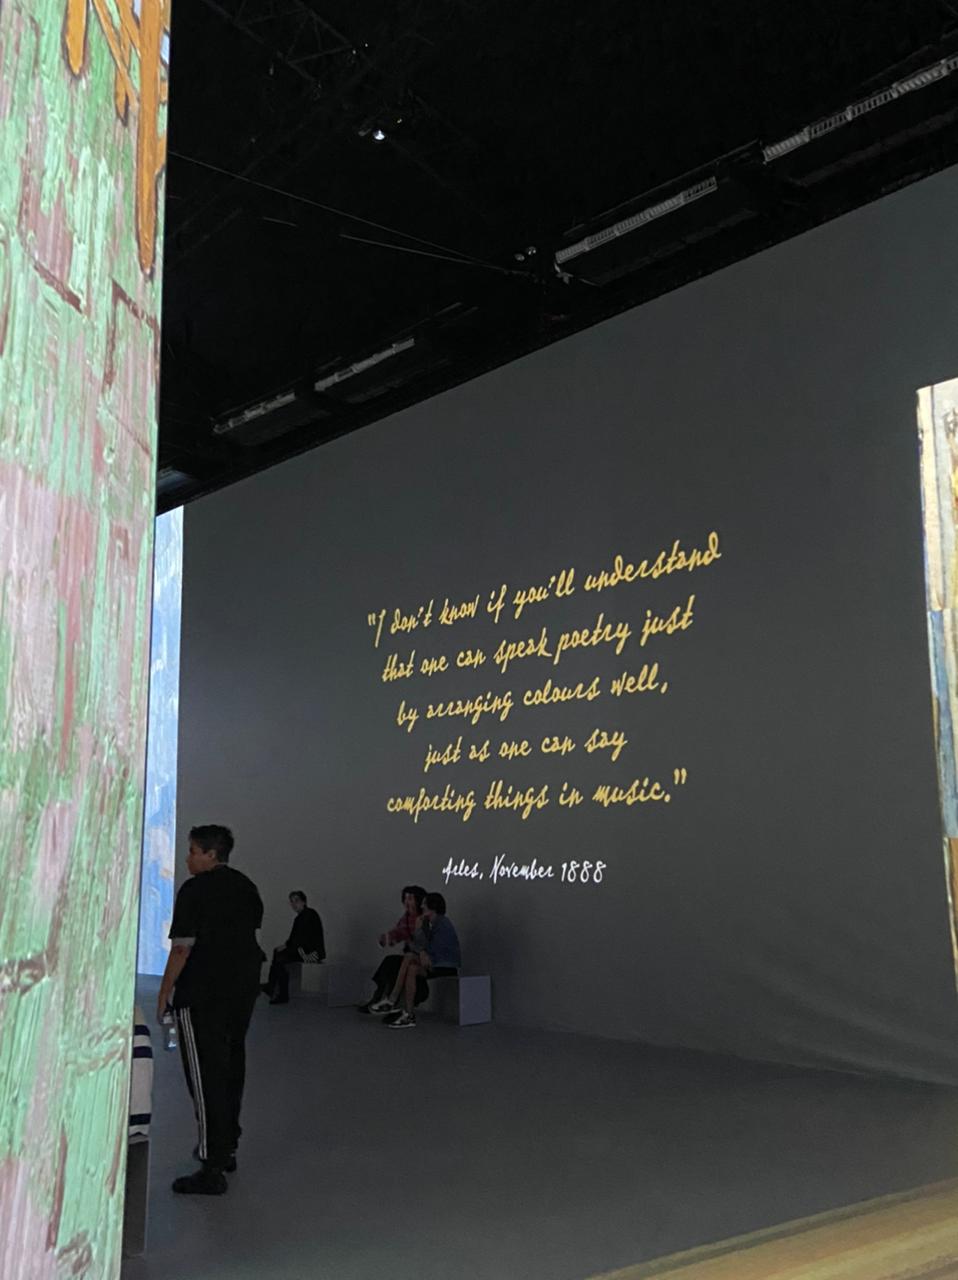 "I don't know if you'll understand
that one can speak poetry just
by arranging colours well,
just as one can say
comforting things in music."
Arles, November 1888